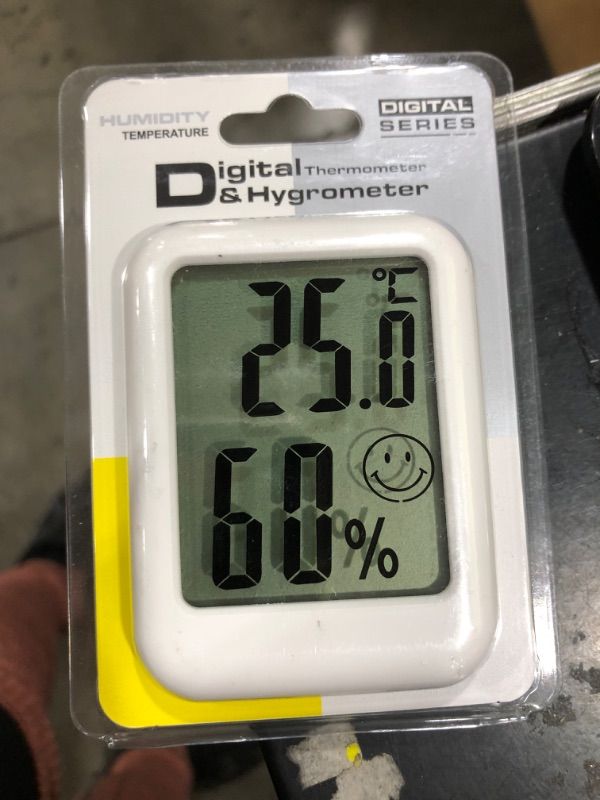 HUMIDITY
TEMPERATURE
DIGITAL
SERIES
Digital Thermometer
& Hygrometer
25.0 °C
60%